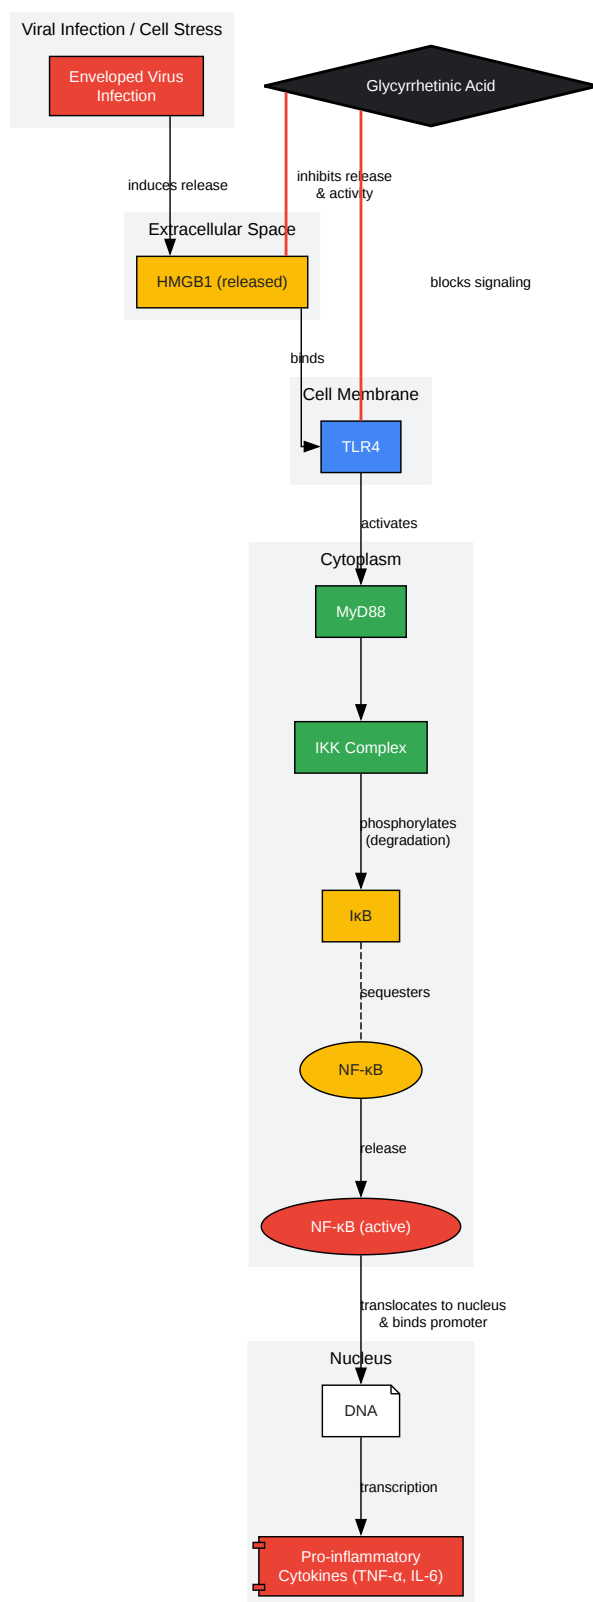 Viral Infection / Cell Stress
Enveloped Virus
Infection
Glycyrrhetinic Acid
induces release
inhibits release
& activity
Extracellular Space
HMGB1 (released)
blocks signaling
binds
Cell Membrane
TLR4
activates
Cytoplasm
MyD88
IKK Complex
phosphorylates
(degradation)
IκB
sequesters
NF-κB
release
NF-κB (active)
translocates to nucleus
& binds promoter
Nucleus
DNA
transcription
Pro-inflammatory
Cytokines (TNF-α, IL-6)